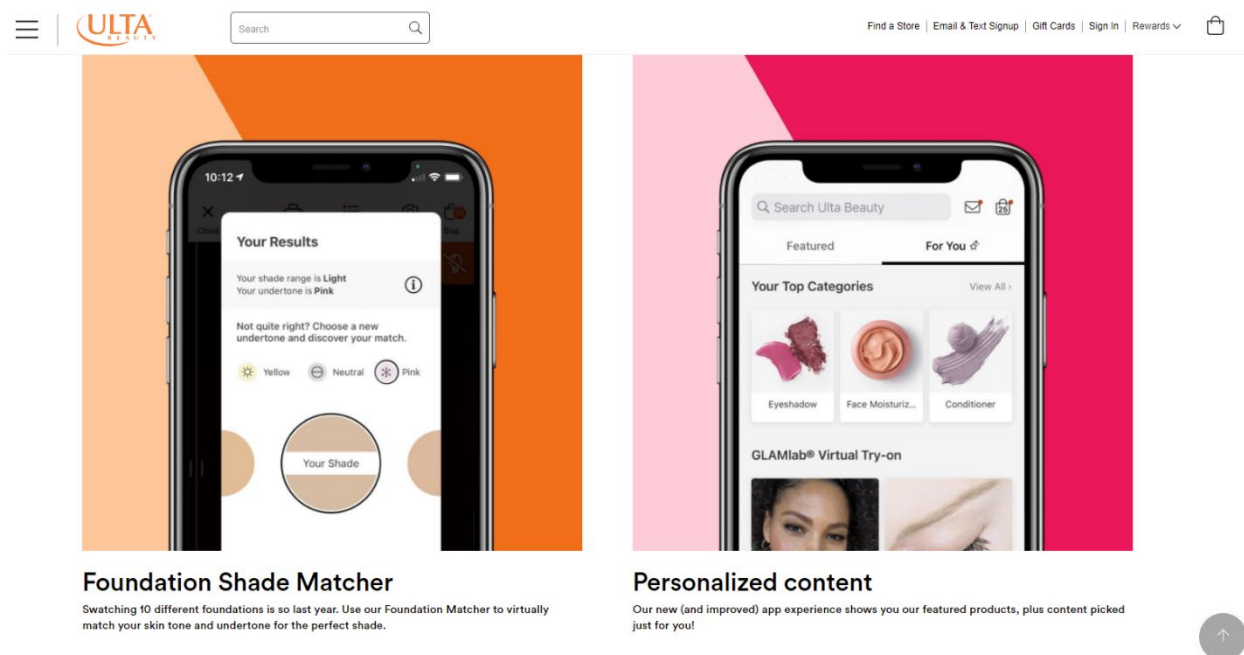 ULTA
BEAUTY
Search
Find a Store | Email & Text Signup | Gift Cards | Sign In | Rewards
10:12
Close
Bag
Your Results
Your shade range is Light
Your undertone is Pink
Not quite right? Choose a new
undertone and discover your match.
Yellow
Neutral
Pink
Your Shade
Search Ulta Beauty
25
Featured
For You
Your Top Categories
View All ›
Eyeshadow
Face Moisturiz...
Conditioner
GLAMlab® Virtual Try-on
Foundation Shade Matcher
Swatching 10 different foundations is so last year. Use our Foundation Matcher to virtually
match your skin tone and undertone for the perfect shade.
Personalized content
Our new (and improved) app experience shows you our featured products, plus content picked
just for you!